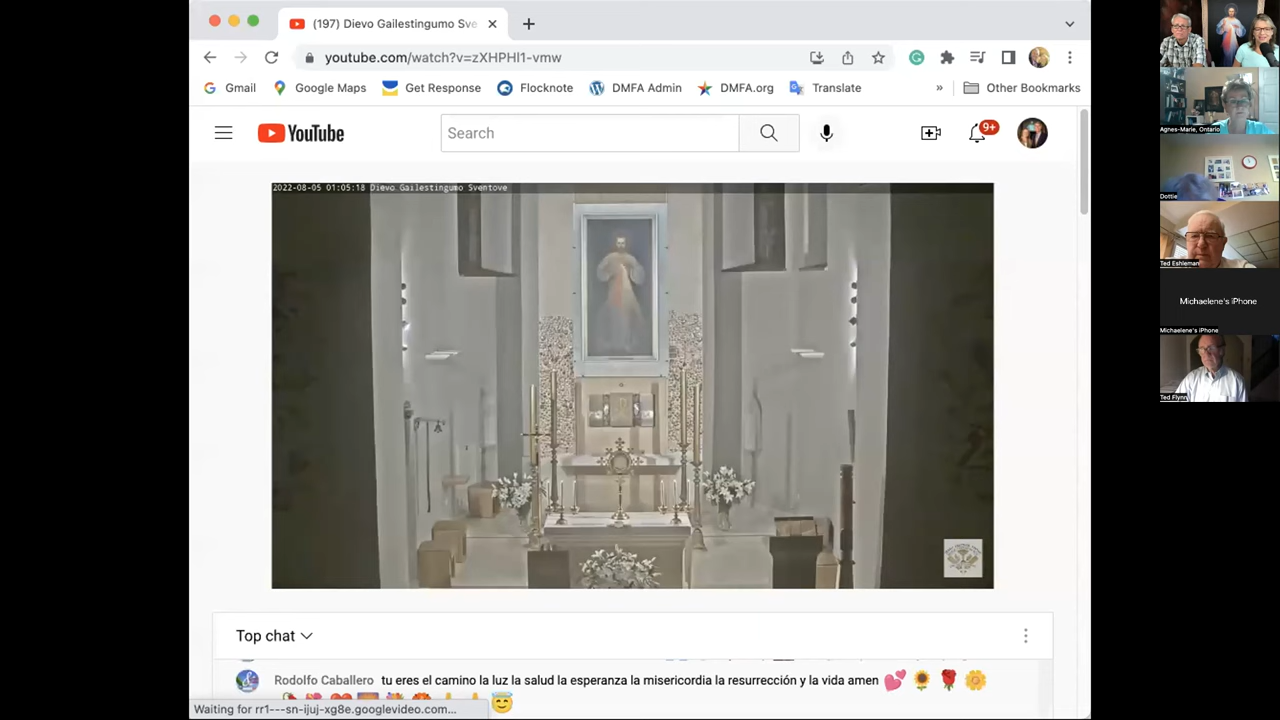 (197) Dievo Gailestingumo Sve
youtube.com/watch?v=zXHPHl1-vmw
Gmail
Google Maps
Get Response
Flocknote
DMFA Admin
DMFA.org
Translate
»
Other Bookmarks
YouTube
Search
9+
2022-08-05 01:05:18 Dievo Gailestingumo Sventove
Top chat
Rodolfo Caballero tu eres el camino la luz la salud la esperanza la misericordia la resurrección y la vida amen
Waiting for rr1---sn-ijuj-xg8e.googlevideo.com...
Agnes-Marie, Ontario
Dottie
Ted Eshleman
Michaelene's iPhone
Michaelene's iPhone
Ted Flynn